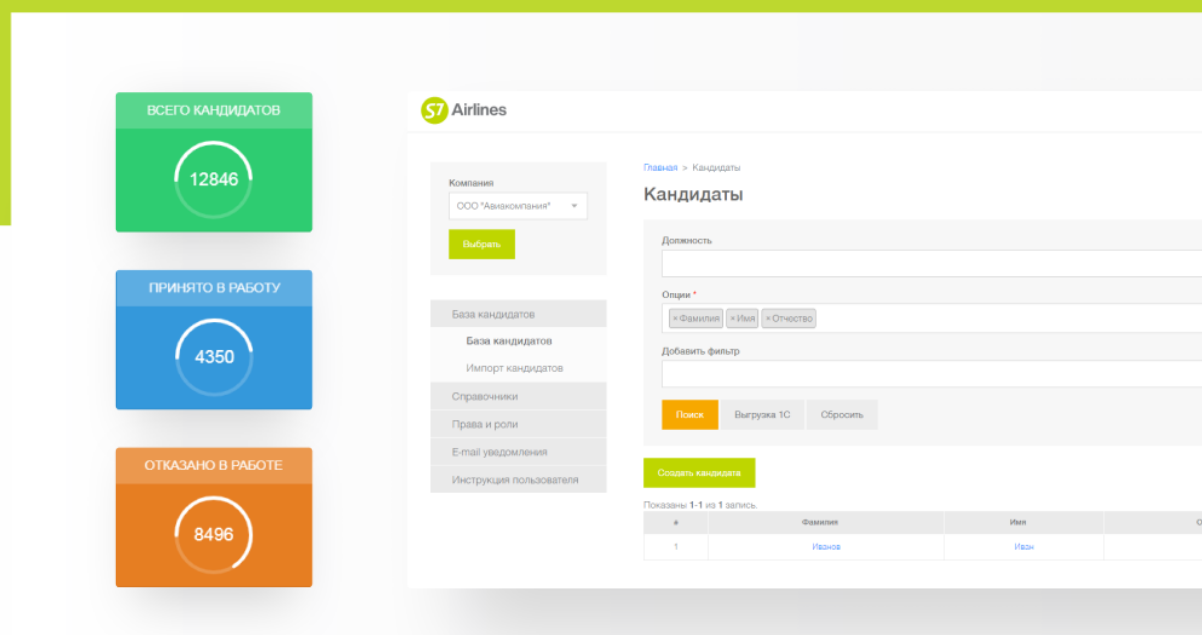 ВСЕГО КАНДИДАТОВ
12846
ПРИНЯТО В РАБОТУ
4350
ОТКАЗАНО В РАБОТЕ
8496
S7 Airlines
Компания
ООО "Авиакомпания"
Выбрать
База кандидатов
База кандидатов
Импорт кандидатов
Справочники
Права и роли
E-mail уведомления
Инструкция пользователя
Главная > Кандидаты
Кандидаты
Должность
Опции *
× Фамилия × Имя × Отчество
Добавить фильтр
Поиск Выгрузка 1С Сбросить
Создать кандидата
Показаны 1-1 из 1 запись.
# Фамилия Имя О
1 Иванов Иван